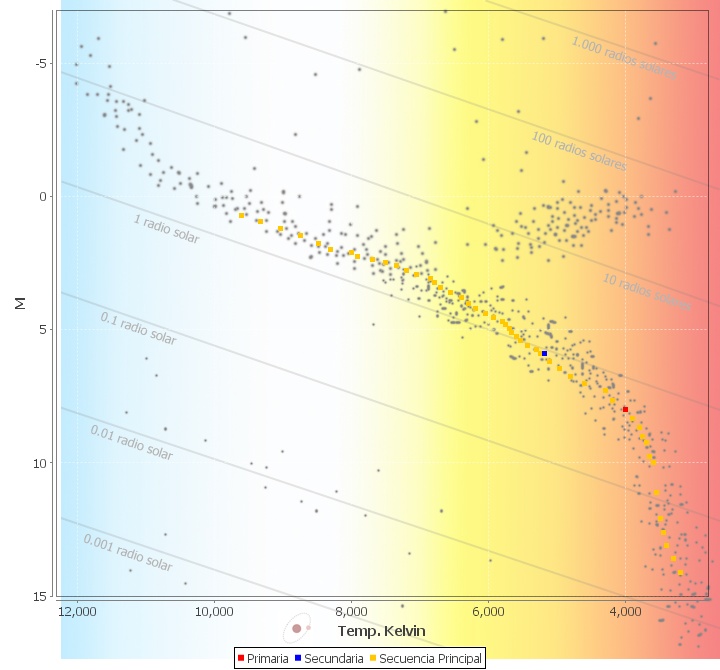 1.000 radios solares
-5
100 radios solares
0
1 radio solar
10 radios solares
M
0.1 radio solar
5
0.01 radio solar
10
0.001 radio solar
15
12,000 10,000 8,000 6,000 4,000
Temp. Kelvin
Primaria Secundaria Secuencia Principal